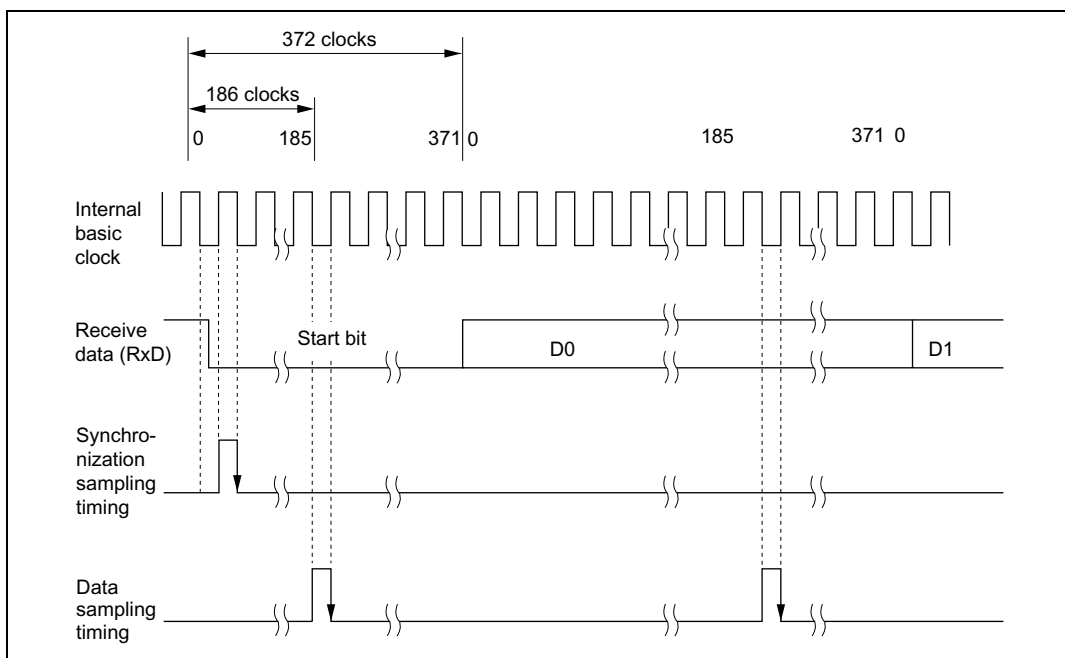 372 clocks
186 clocks
0
185
371 0
185
371 0
Internal
basic
clock
Receive
data (RxD)
Start bit
D0
D1
Synchro-
nization
sampling
timing
Data
sampling
timing